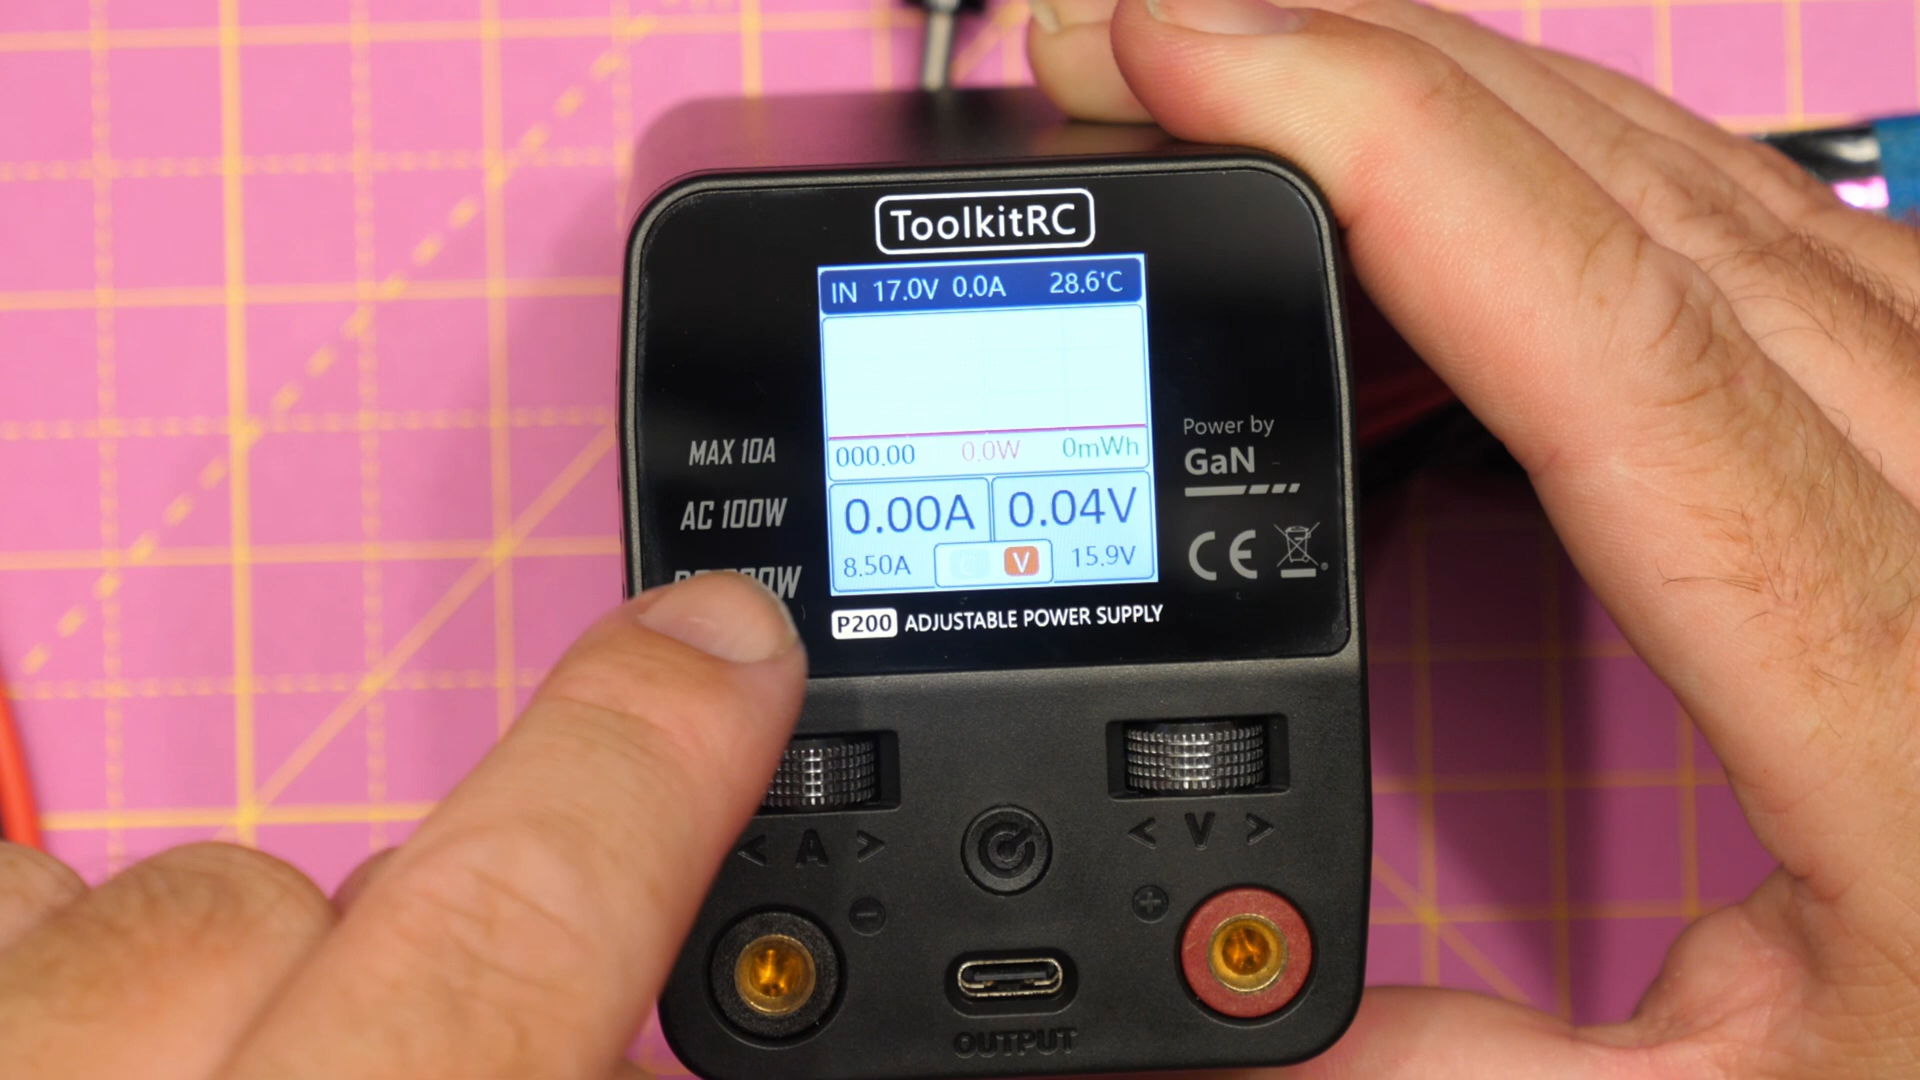 ToolkitRC
IN 17.0V 0.0A 28.6'C
000.00 0.0W 0mWh
0.00A 0.04V
8.50A V 15.9V
MAX 10A
AC 100W
Power by
GaN
CE
P200 ADJUSTABLE POWER SUPPLY
< A > < V >
− +
OUTPUT